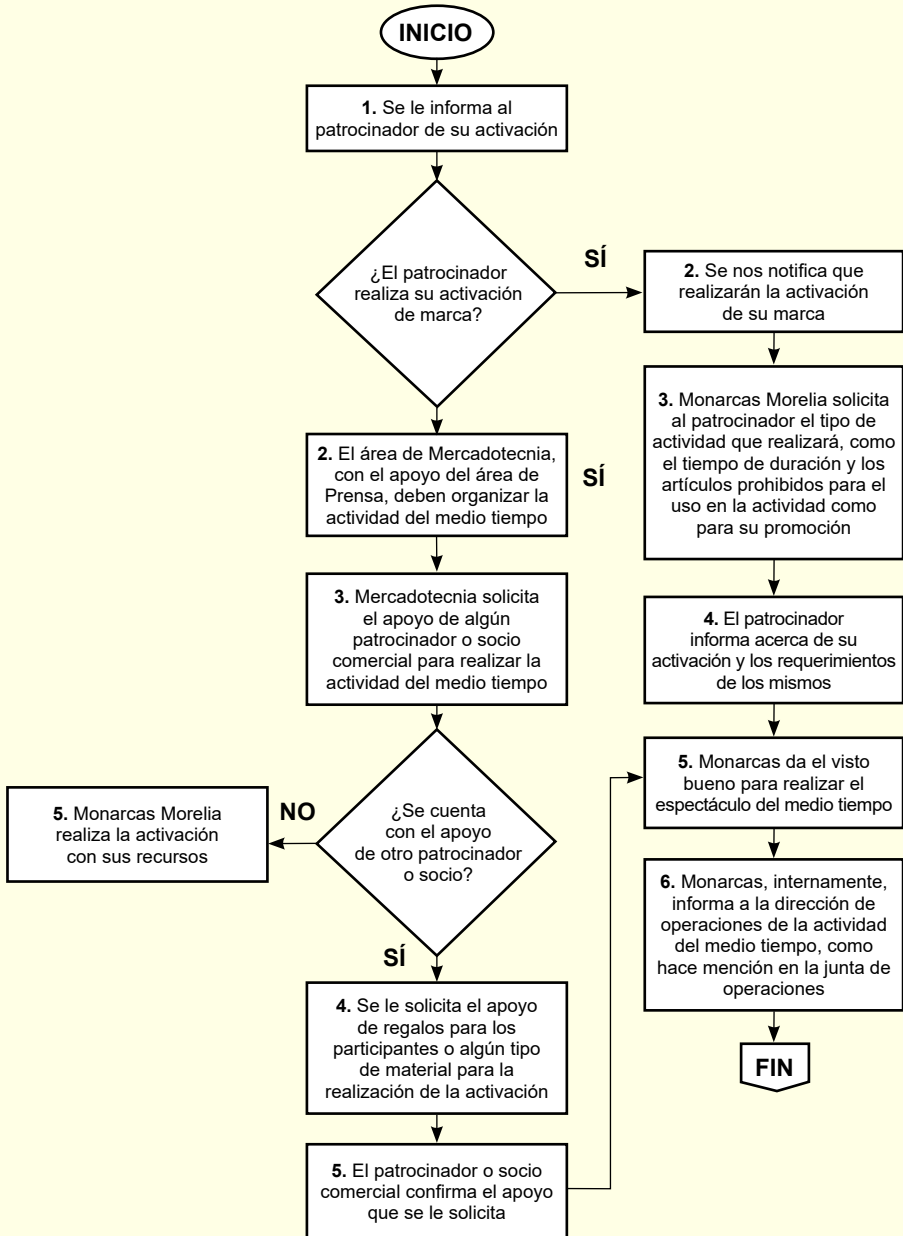 INICIO
1. Se le informa al
patrocinador de su activación
¿El patrocinador
realiza su activación
de marca?
SÍ
2. Se nos notifica que
realizarán la activación
de su marca
3. Monarcas Morelia solicita
al patrocinador el tipo de
actividad que realizará, como
el tiempo de duración y los
artículos prohibidos para el
uso en la actividad como
para su promoción
2. El área de Mercadotecnia,
con el apoyo del área de
Prensa, deben organizar la
actividad del medio tiempo
SÍ
3. Mercadotecnia solicita
el apoyo de algún
patrocinador o socio
comercial para realizar la
actividad del medio tiempo
4. El patrocinador
informa acerca de su
activación y los requerimientos
de los mismos
5. Monarcas da el visto
bueno para realizar el
espectáculo del medio tiempo
¿Se cuenta
con el apoyo
de otro patrocinador
o socio?
NO
5. Monarcas Morelia
realiza la activación
con sus recursos
6. Monarcas, internamente,
informa a la dirección de
operaciones de la actividad
del medio tiempo, como
hace mención en la junta de
operaciones
SÍ
4. Se le solicita el apoyo
de regalos para los
participantes o algún tipo
de material para la
realización de la activación
FIN
5. El patrocinador o socio
comercial confirma el apoyo
que se le solicita